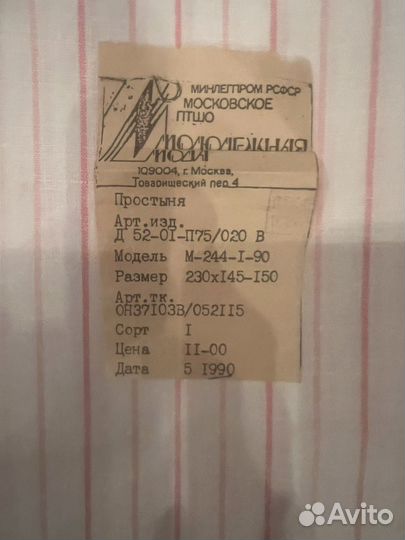 МИНЛЕГПРОМ РСФСР
МОСКОВСКОЕ
ПТШО
МОЛОДЕЖНАЯ
МОДА
109004, г. Москва,
Товарищеский пер. 4
Простыня
Арт.изд.
Д 52-01-П75/020 В
Модель М-244-I-90
Размер 230х145-150
Арт.тк.
ОН37103В/052115
Сорт I
Цена 11-00
Дата 5 1990
Avito